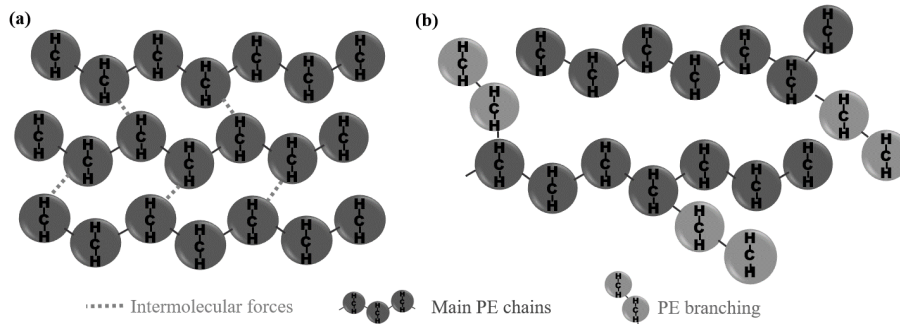 (a)
H-C-H H-C-H H-C-H H-C-H H-C-H H-C-H H-C-H
H-C-H H-C-H H-C-H H-C-H H-C-H H-C-H H-C-H
H-C-H H-C-H H-C-H H-C-H H-C-H H-C-H H-C-H
(b)
H-C-H H-C-H H-C-H H-C-H H-C-H H-C-H H-C-H H-C-H
H-C-H H-C-H H-C-H
H-C-H H-C-H H-C-H H-C-H H-C-H H-C-H H-C-H
H-C-H H-C-H
Intermolecular forces
H-C-H H-C-H H-C-H
Main PE chains
H-C-H H-C-H
PE branching